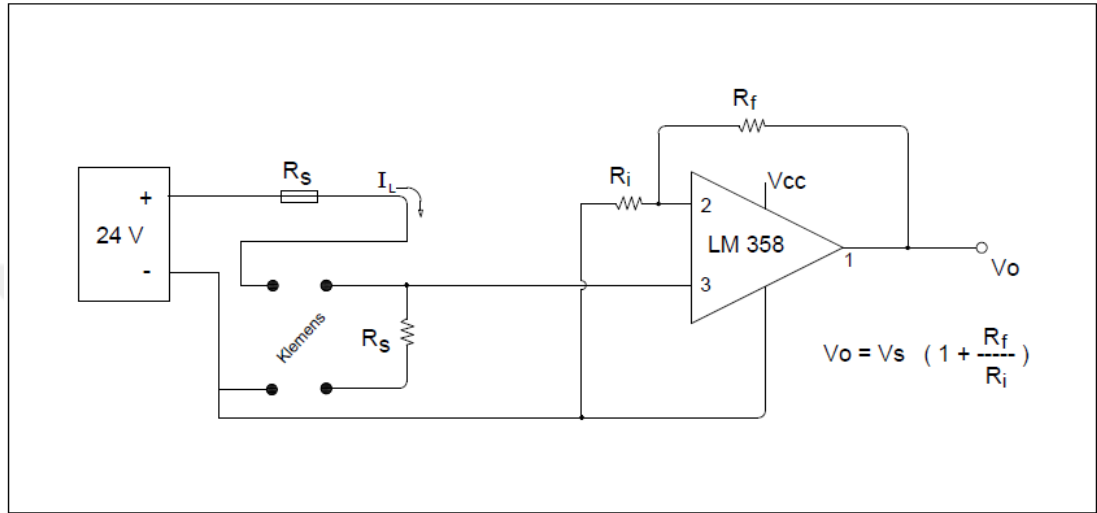 Rf
Rs
IL
Ri
Vcc
+
2
24 V
LM 358
-
1
Vo
3
Klemens
Rs
Vo = Vs ( 1 + Rf
-----
Ri )